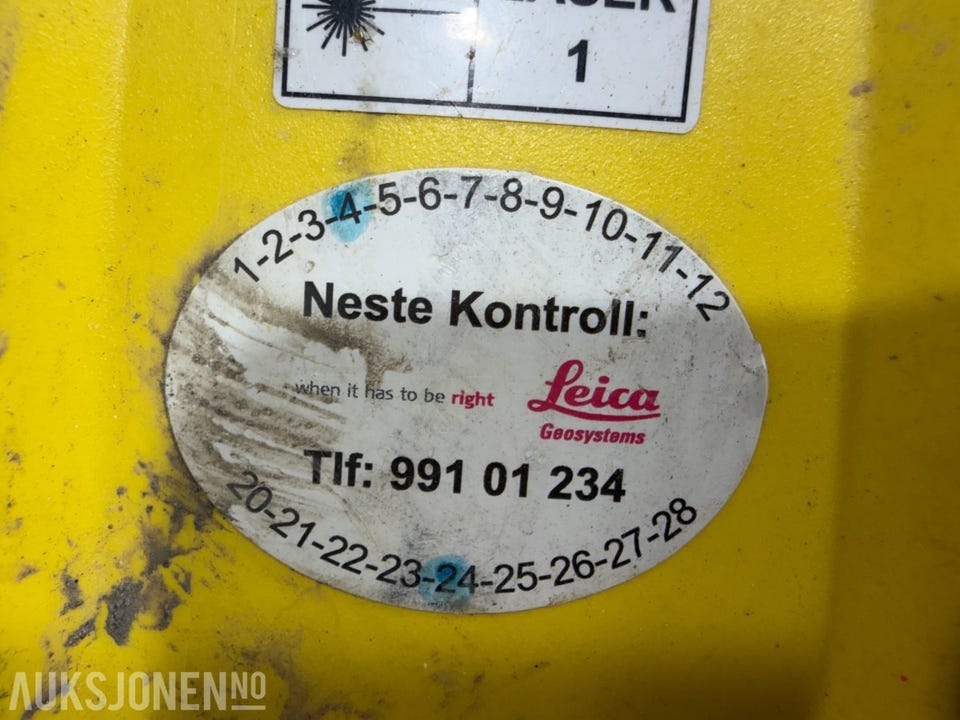 LASER
1
1-2-3-4-5-6-7-8-9-10-11-12
Neste Kontroll:
when it has to be right
Leica
Geosystems
Tlf: 991 01 234
20-21-22-23-24-25-26-27-28
AUKSJONEN.NO